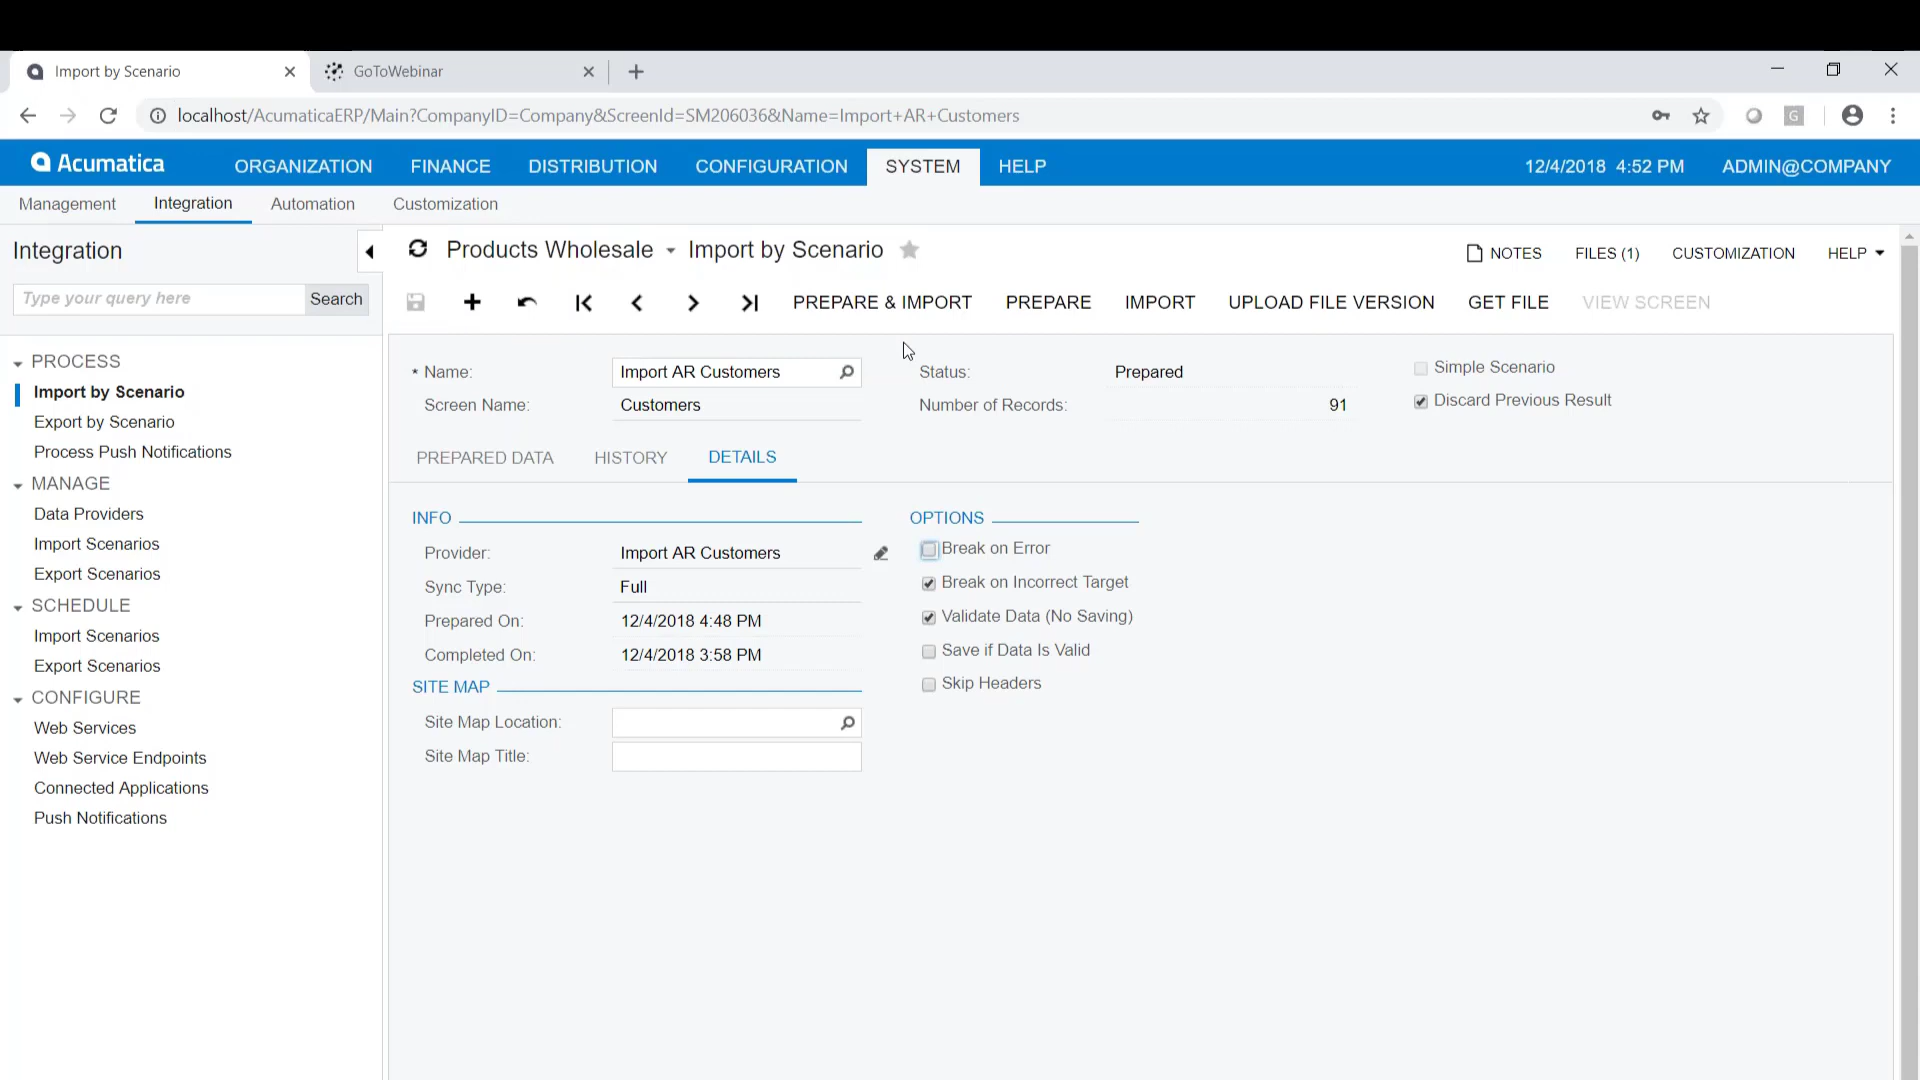 Import by Scenario
GoToWebinar
localhost/AcumaticaERP/Main?CompanyID=Company&ScreenId=SM206036&Name=Import+AR+Customers
G
Acumatica
ORGANIZATION FINANCE DISTRIBUTION CONFIGURATION SYSTEM HELP
12/4/2018 4:52 PM ADMIN@COMPANY
Management Integration Automation Customization
Integration
Products Wholesale Import by Scenario
NOTES FILES (1) CUSTOMIZATION HELP
Type your query here Search
PREPARE & IMPORT PREPARE IMPORT UPLOAD FILE VERSION GET FILE VIEW SCREEN
PROCESS
Import by Scenario
Export by Scenario
Process Push Notifications
MANAGE
Data Providers
Import Scenarios
Export Scenarios
SCHEDULE
Import Scenarios
Export Scenarios
CONFIGURE
Web Services
Web Service Endpoints
Connected Applications
Push Notifications
* Name: Import AR Customers
Screen Name: Customers
Status: Prepared
Number of Records: 91
Simple Scenario
Discard Previous Result
PREPARED DATA HISTORY DETAILS
INFO
Provider: Import AR Customers
Sync Type: Full
Prepared On: 12/4/2018 4:48 PM
Completed On: 12/4/2018 3:58 PM
SITE MAP
Site Map Location:
Site Map Title:
OPTIONS
Break on Error
Break on Incorrect Target
Validate Data (No Saving)
Save if Data Is Valid
Skip Headers